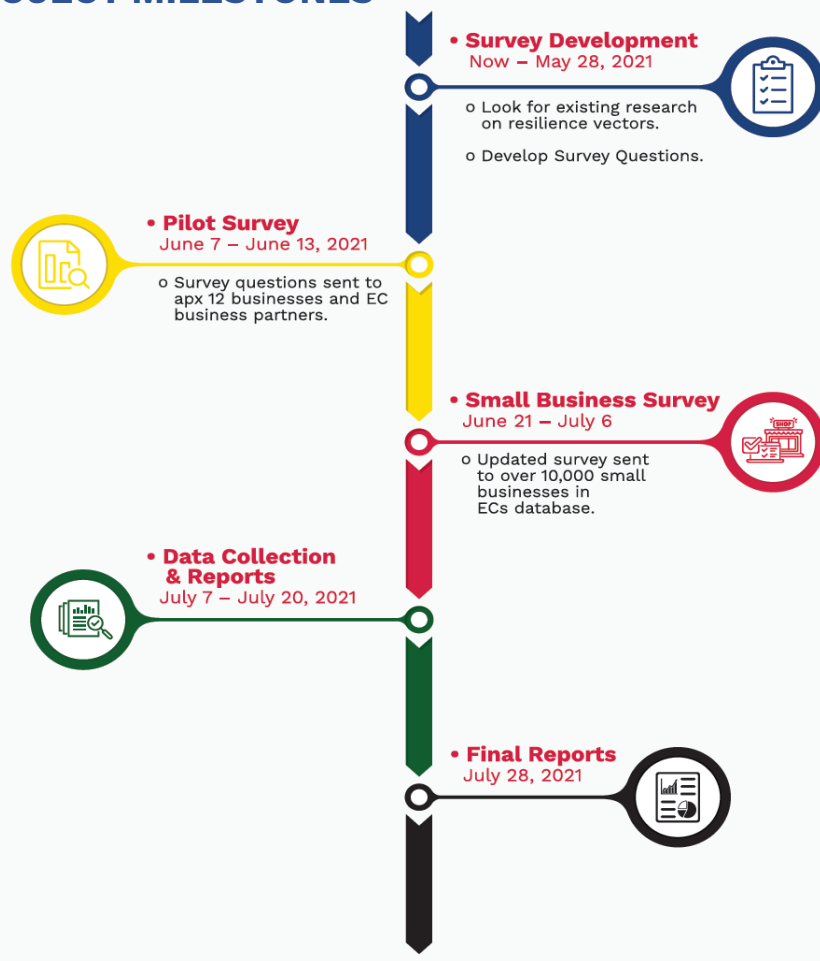 MILESTONES
• Survey Development
Now – May 28, 2021
o Look for existing research
on resilience vectors.
o Develop Survey Questions.
• Pilot Survey
June 7 – June 13, 2021
o Survey questions sent to
apx 12 businesses and EC
business partners.
• Small Business Survey
June 21 – July 6
SHOP
o Updated survey sent
to over 10,000 small
businesses in
ECs database.
• Data Collection
& Reports
July 7 – July 20, 2021
• Final Reports
July 28, 2021